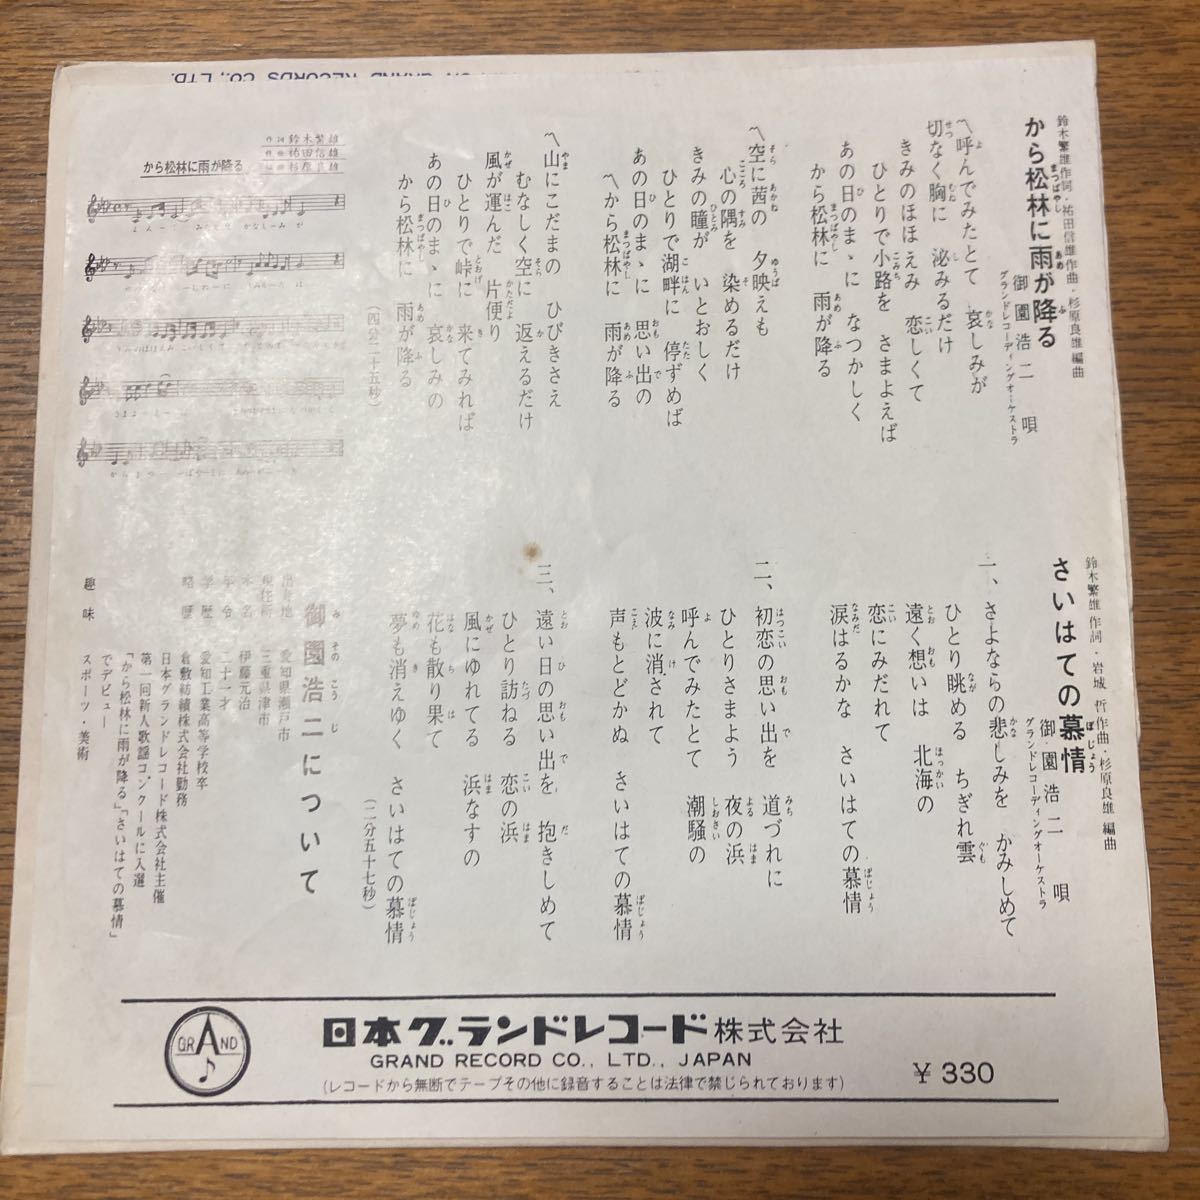 から松林に雨が降る
鈴木繁雄作詞・祐田信雄作曲・杉原良雄編曲
御園浩二 唄
グランドレコーディングオーケストラ
〽呼んでみたとて 哀しみが
切なく胸に 泌みるだけ
きみのほほえみ 恋しくて
ひとりで小路を さまよえば
あの日のまゝに なつかしく
から松林に 雨が降る
〽空に茜の 夕映えも
心の隅を 染めるだけ
きみの瞳が いとおしく
ひとりで湖畔に 停ずめば
あの日のまゝに 思い出の
〽から松林に 雨が降る
〽山にこだまの ひびきさえ
むなしく空に 返えるだけ
風が運んだ 片便り
ひとりで峠に 来てみれば
あの日のまゝに 哀しみの
から松林に 雨が降る
(四分二十五秒)
から松林に雨が降る
作詞 鈴木繁雄
作曲 祐田信雄
編曲 杉原良雄
さいはての慕情
鈴木繁雄 作詞・岩城 哲 作曲・杉原良雄 編曲
御園浩二 唄
グランドレコーディングオーケストラ
一、さよならの悲しみを かみしめて
ひとり眺める ちぎれ雲
遠く想いは 北海の
恋にみだれて
涙はるかな さいはての慕情
二、初恋の思い出を 道づれに
ひとりさまよう 夜の浜
呼んでみたとて 潮騒の
波に消されて
声もとどかぬ さいはての慕情
三、遠い日の思い出を 抱きしめて
ひとり訪ねる 恋の浜
風にゆれてる 浜なすの
花も散り果て
夢も消えゆく さいはての慕情
(二分五十七秒)
御園浩二について
出身地 愛知県瀬戸市
現住所 三重県津市
本名 伊藤元治
年令 二十一才
学歴 愛知工業高等学校卒
略歴 倉敷紡績株式会社勤務
日本グランドレコード株式会社主催
第一回新人歌謡コンクールに入選
「から松林に雨が降る」「さいはての慕情」
でデビュー
趣味 スポーツ・美術
GRAND
日本グランドレコード株式会社
GRAND RECORD CO., LTD., JAPAN
(レコードから無断でテープその他に録音することは法律で禁じられております)
¥330
GRAND RECORDS CO., LTD.